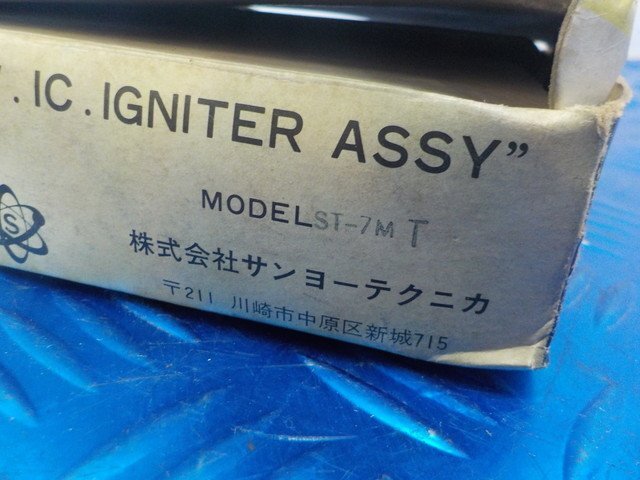 . IC . IGNITER ASSY”
S
MODEL ST-7M T
株式会社サンヨーテクニカ
〒211 川崎市中原区新城715